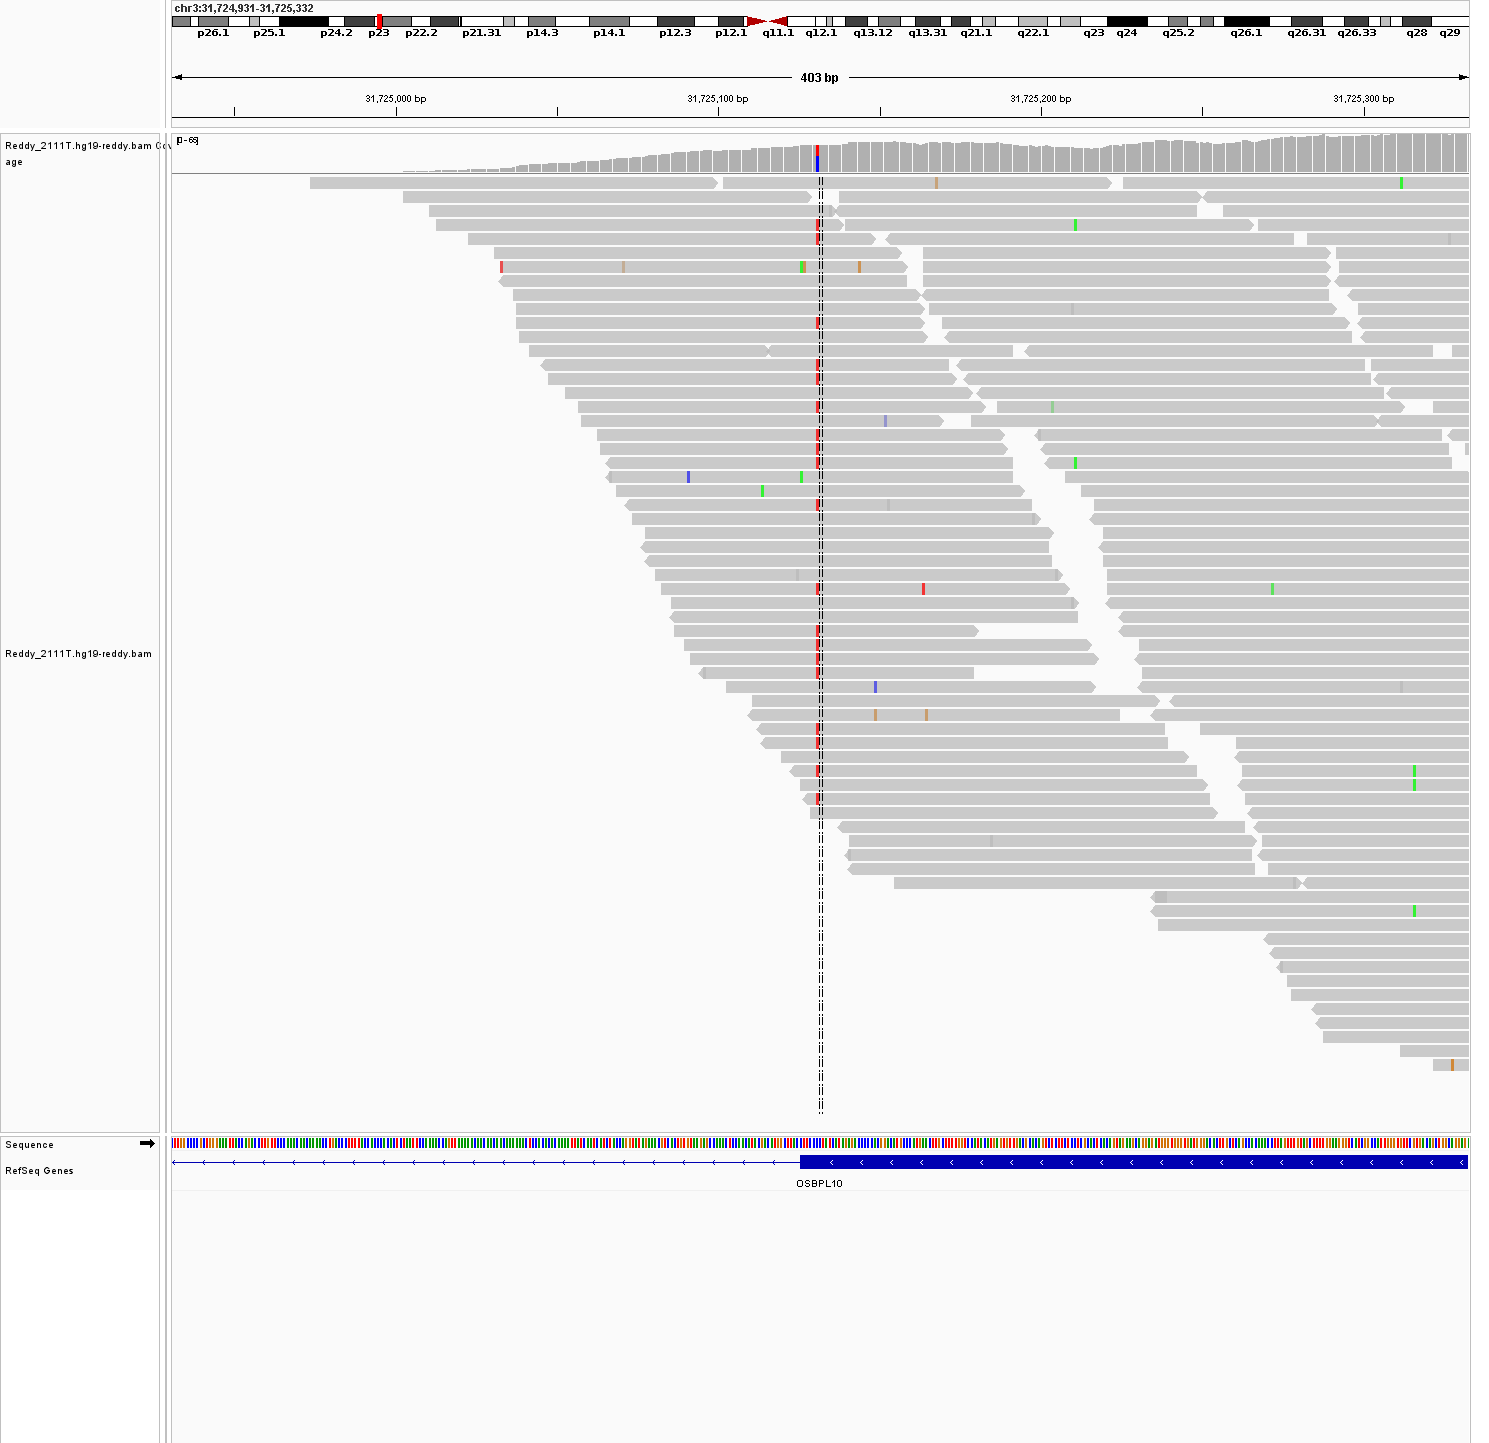 chr3:31,724,931-31,725,332
p26.1 p25.1 p24.2 p23 p22.2 p21.31 p14.3 p14.1 p12.3 p12.1 q11.1 q12.1 q13.12 q13.31 q21.1 q22.1 q23 q24 q25.2 q26.1 q26.31 q26.33 q28 q29
403 bp
31,725,000 bp 31,725,100 bp 31,725,200 bp 31,725,300 bp
Reddy_2111T.hg19-reddy.bam Cov
age
[0-69]
Reddy_2111T.hg19-reddy.bam
Sequence
RefSeq Genes
OSBPL10